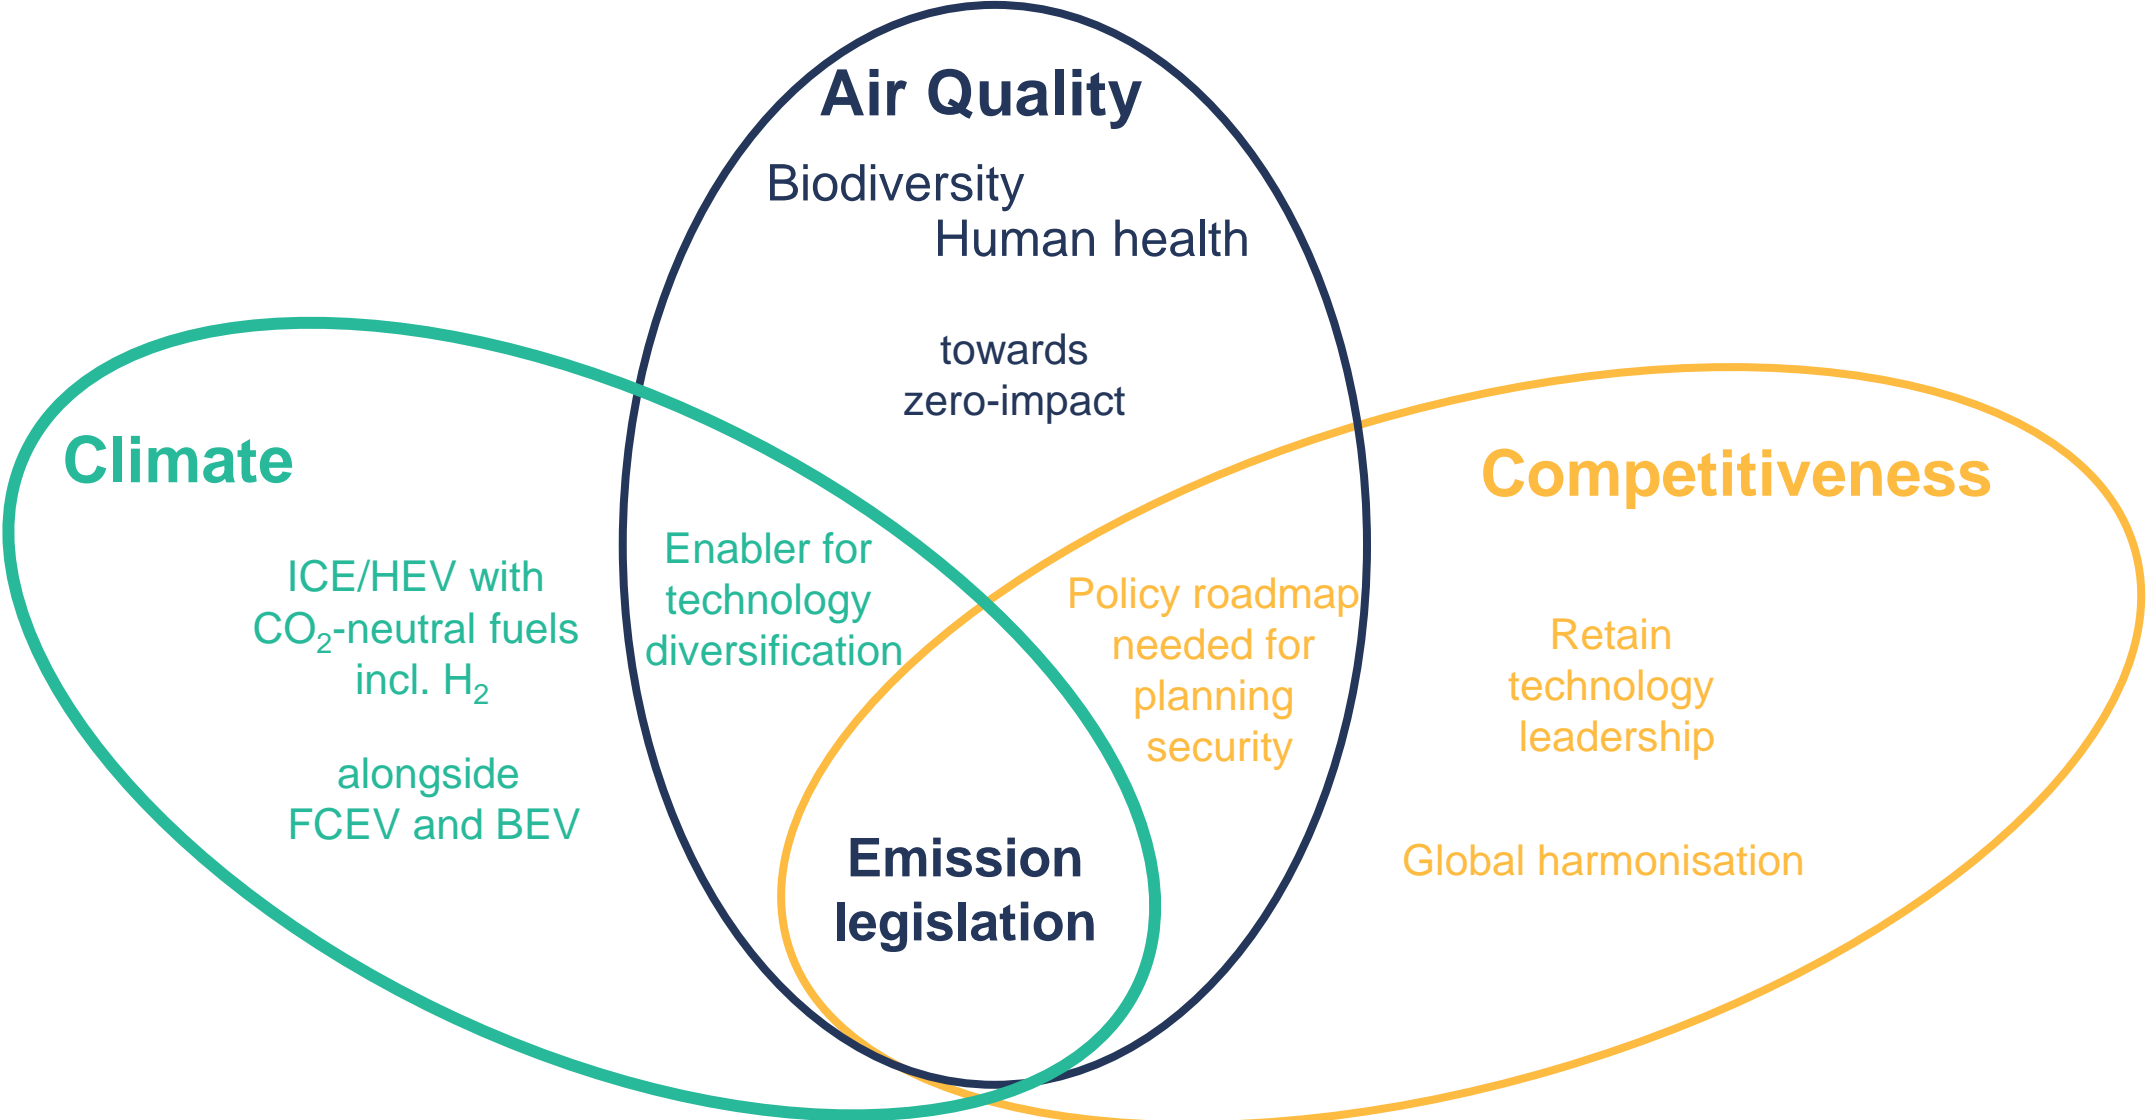 Air Quality
Biodiversity
Human health
towards
zero-impact
Climate
ICE/HEV with
CO₂-neutral fuels
incl. H₂
alongside
FCEV and BEV
Enabler for
technology
diversification
Policy roadmap
needed for
planning
security
Competitiveness
Retain
technology
leadership
Global harmonisation
Emission
legislation